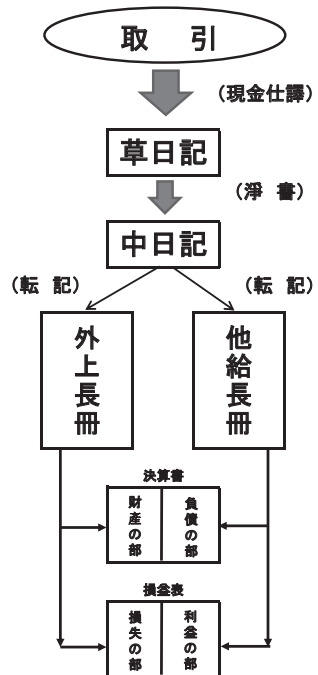 取 引
(現金仕譯)
草日記
(淨 書)
中日記
(転 記)
(転 記)
外上長冊
他給長冊
決算書
財産の部
負債の部
損益表
損失の部
利益の部